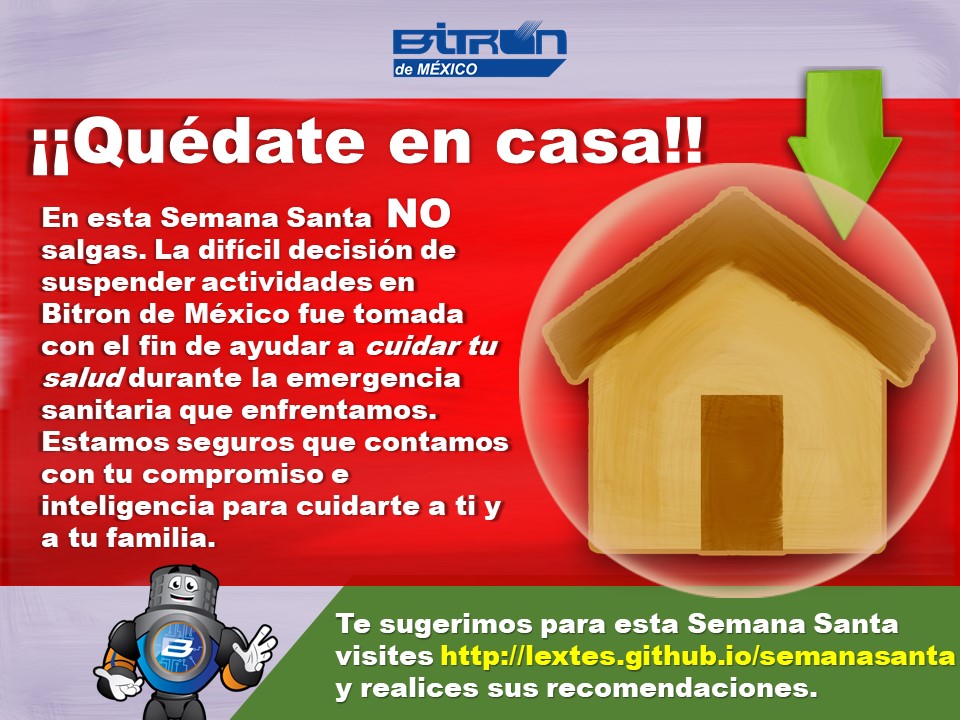 BITRON
de MÉXICO
¡¡Quédate en casa!!
En esta Semana Santa NO
salgas. La difícil decisión de
suspender actividades en
Bitron de México fue tomada
con el fin de ayudar a cuidar tu
salud durante la emergencia
sanitaria que enfrentamos.
Estamos seguros que contamos
con tu compromiso e
inteligencia para cuidarte a ti y
a tu familia.
B
Te sugerimos para esta Semana Santa
visites http://lextes.github.io/semanasanta
y realices sus recomendaciones.